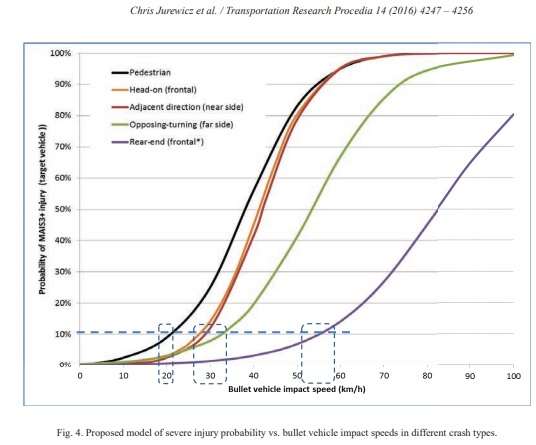 Chris Jurewicz et al. / Transportation Research Procedia 14 (2016) 4247 – 4256
Probability of MAIS3+ injury (target vehicle))
100%
90%
80%
70%
60%
50%
40%
30%
20%
10%
0%
Pedestrian
Head-on (frontal)
Adjacent direction (near side)
Opposing-turning (far side)
Rear-end (frontal*)
0 10 20 30 40 50 60 70 80 90 100
Bullet vehicle impact speed (km/h)
Fig. 4. Proposed model of severe injury probability vs. bullet vehicle impact speeds in different crash types.